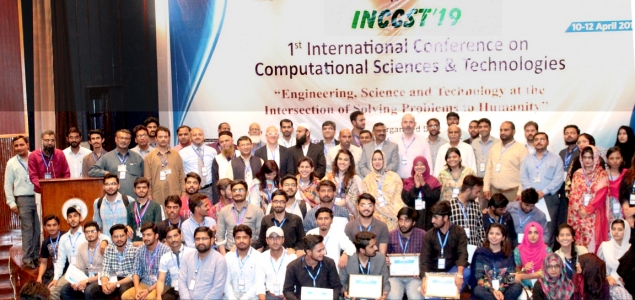 INCCST'19
10-12 April 201
1st International Conference on
Computational Sciences & Technologies
"Engineering, Science and Technology at the
Intersection of Solving Problems to Humanity"